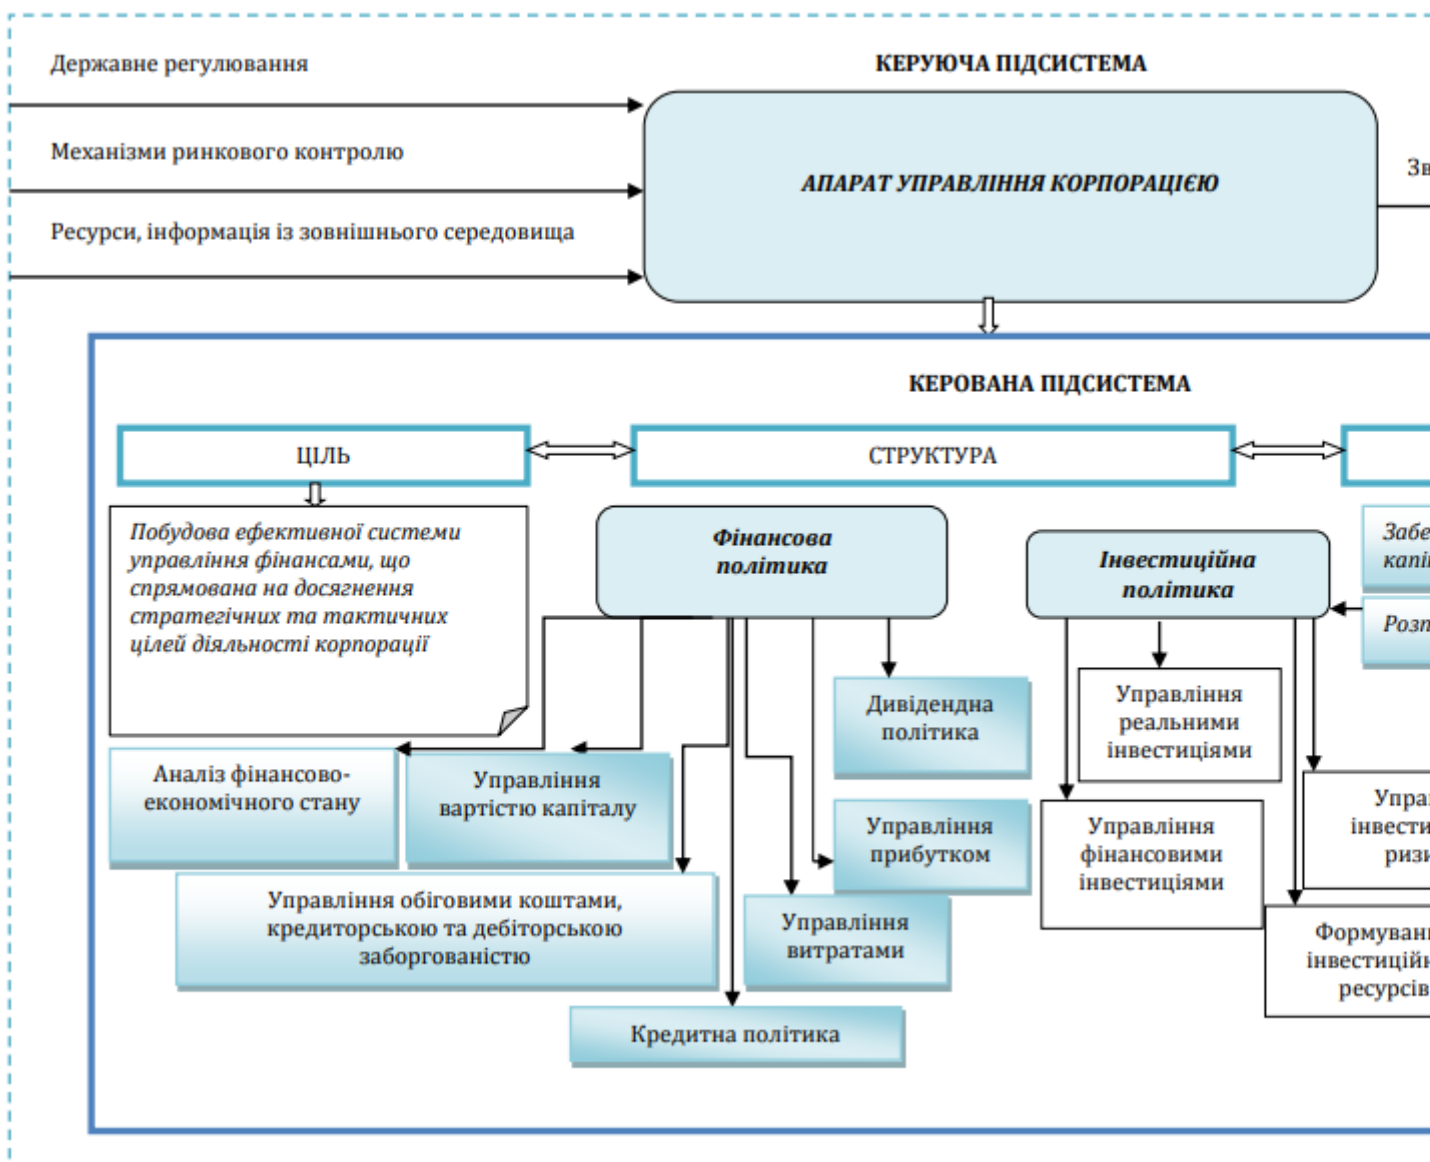 Державне регулювання
КЕРУЮЧА ПІДСИСТЕМА
Механізми ринкового контролю
АПАРАТ УПРАВЛІННЯ КОРПОРАЦІЄЮ
Ресурси, інформація із зовнішнього середовища
КЕРОВАНА ПІДСИСТЕМА
ЦІЛЬ
СТРУКТУРА
Побудова ефективної системи
управління фінансами, що
спрямована на досягнення
стратегічних та тактичних
цілей діяльності корпорації
Фінансова
політика
Інвестиційна
політика
Дивідендна
політика
Управління
реальними
інвестиціями
Аналіз фінансово-
економічного стану
Управління
вартістю капіталу
Управління
прибутком
Управління
фінансовими
інвестиціями
Управління обіговими коштами,
кредиторською та дебіторською
заборгованістю
Управління
витратами
ресурсів
Кредитна політика